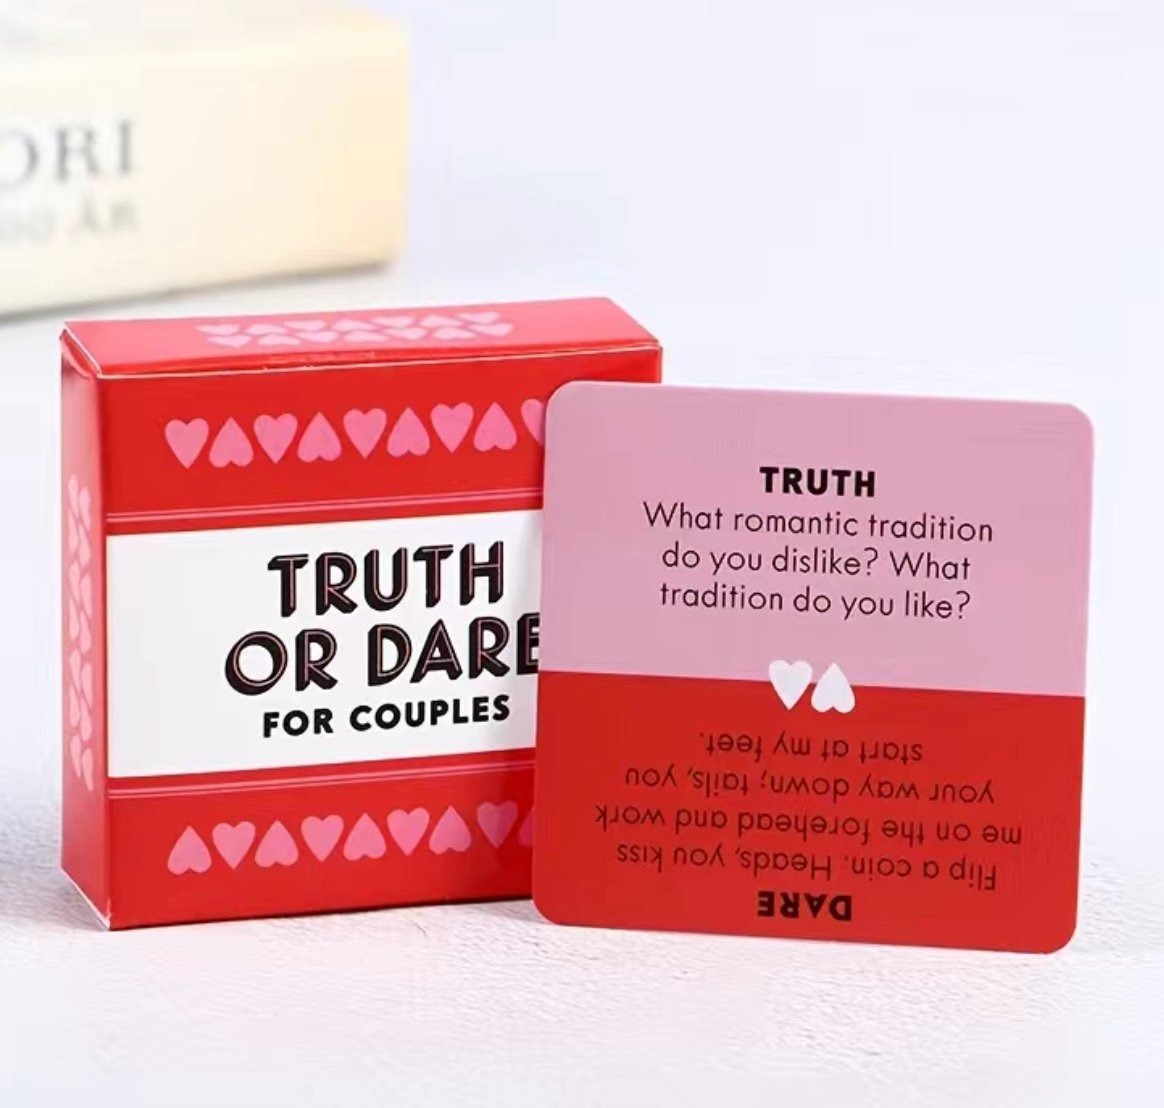 ORI
ÅR
TRUTH
OR DARE
FOR COUPLES
TRUTH
What romantic tradition
do you dislike? What
tradition do you like?
DARE
Flip a coin. Heads, you kiss
me on the forehead and work
your way down; tails, you
start at my feet.